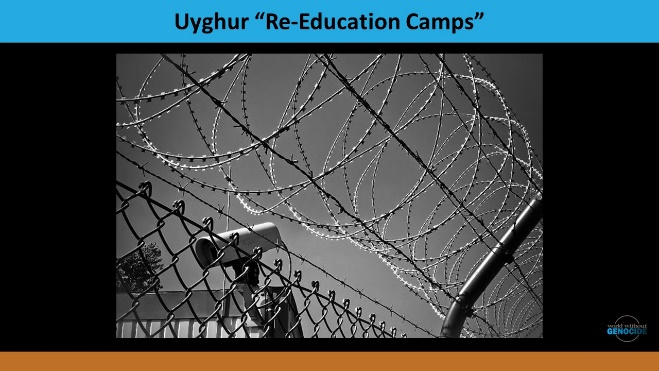 Uyghur “Re-Education Camps”
world without
GENOCIDE